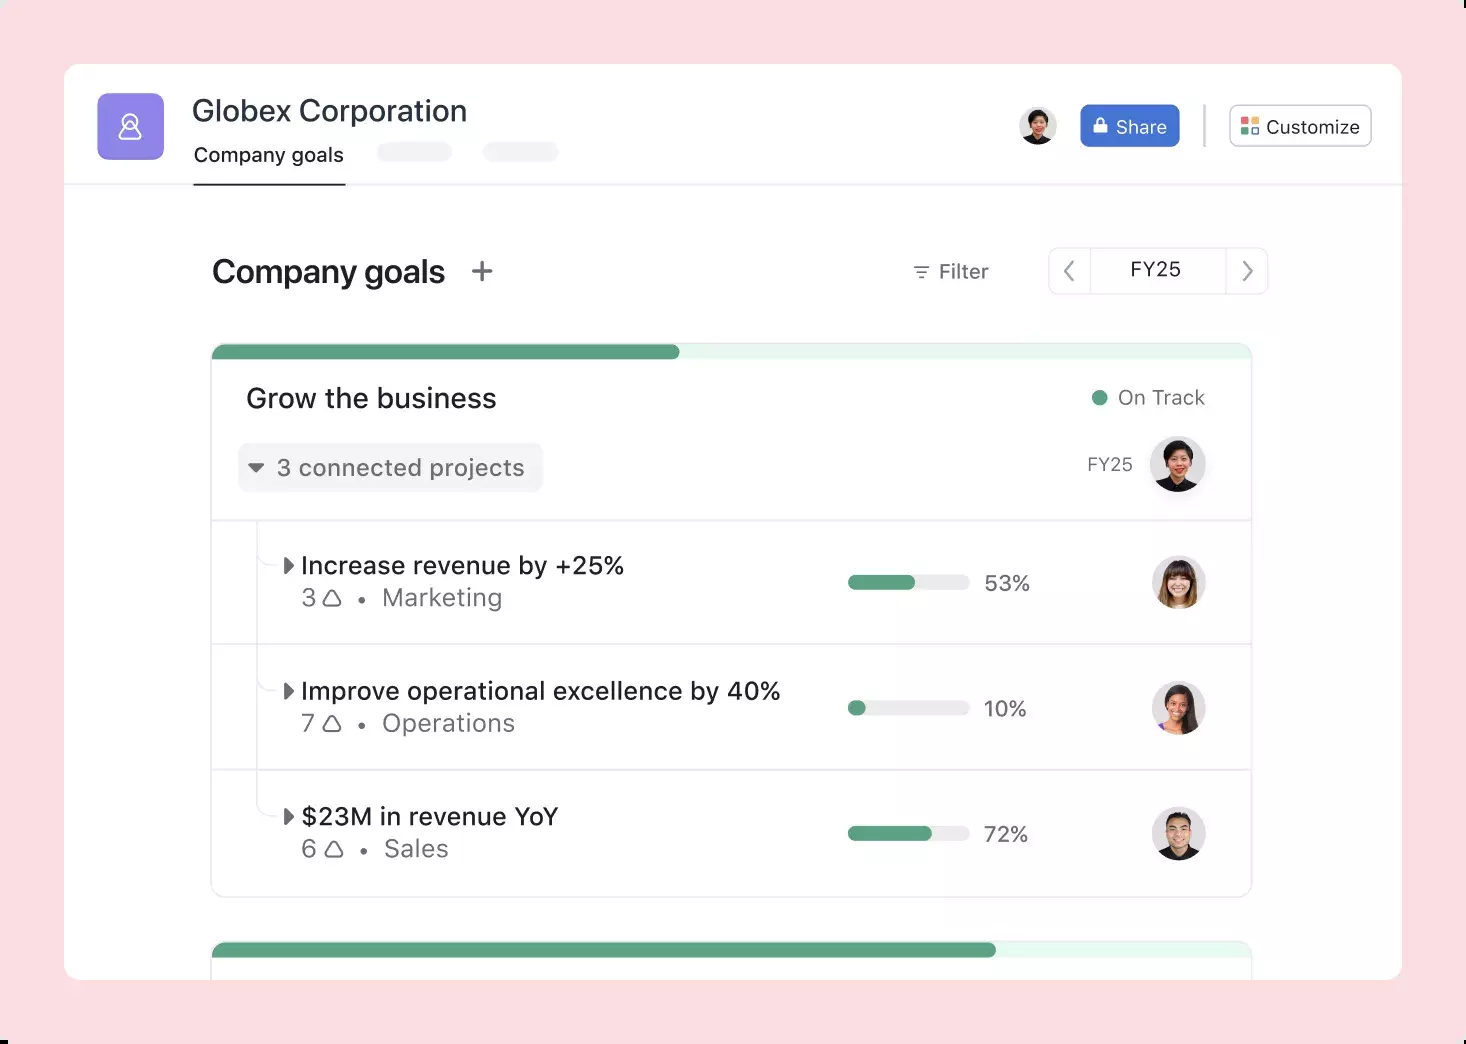 Globex Corporation
Company goals
Share
Customize
Company goals
Filter
FY25
Grow the business
On Track
3 connected projects
FY25
Increase revenue by +25%
3 • Marketing
53%
Improve operational excellence by 40%
7 • Operations
10%
$23M in revenue YoY
6 • Sales
72%